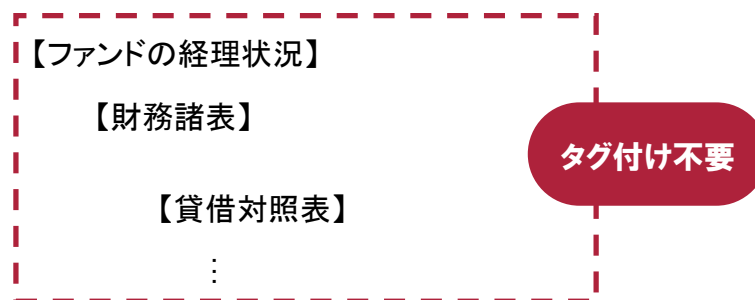 【ファンドの経理状況】
【財務諸表】
タグ付け不要
【貸借対照表】
⋮